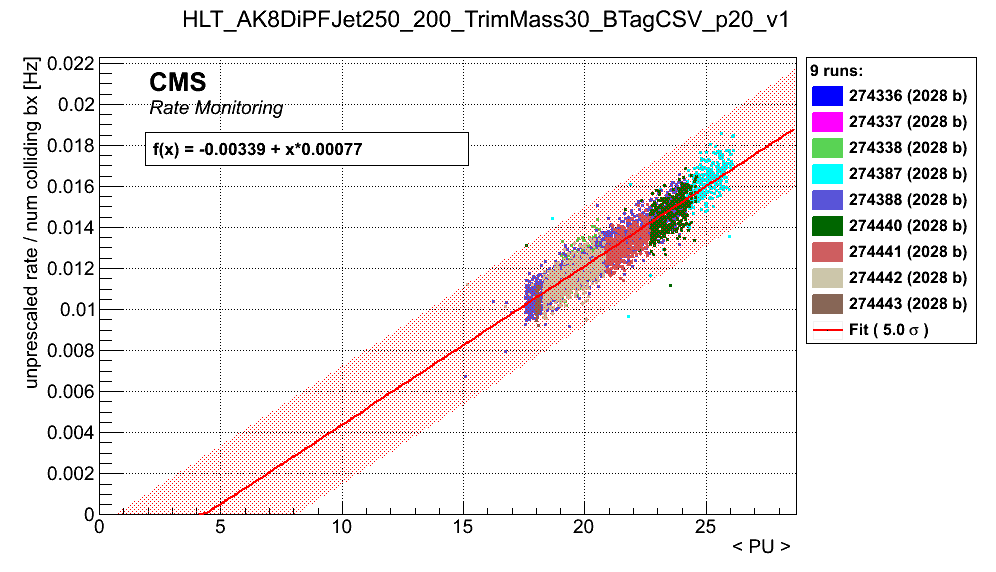 HLT_AK8DiPFJet250_200_TrimMass30_BTagCSV_p20_v1
unprescaled rate / num colliding bx [Hz]
0.022
0.02
0.018
0.016
0.014
0.012
0.01
0.008
0.006
0.004
0.002
0
CMS
Rate Monitoring
f(x) = -0.00339 + x*0.00077
0 5 10 15 20 25
< PU >
9 runs:
274336 (2028 b)
274337 (2028 b)
274338 (2028 b)
274387 (2028 b)
274388 (2028 b)
274440 (2028 b)
274441 (2028 b)
274442 (2028 b)
274443 (2028 b)
Fit ( 5.0 σ )